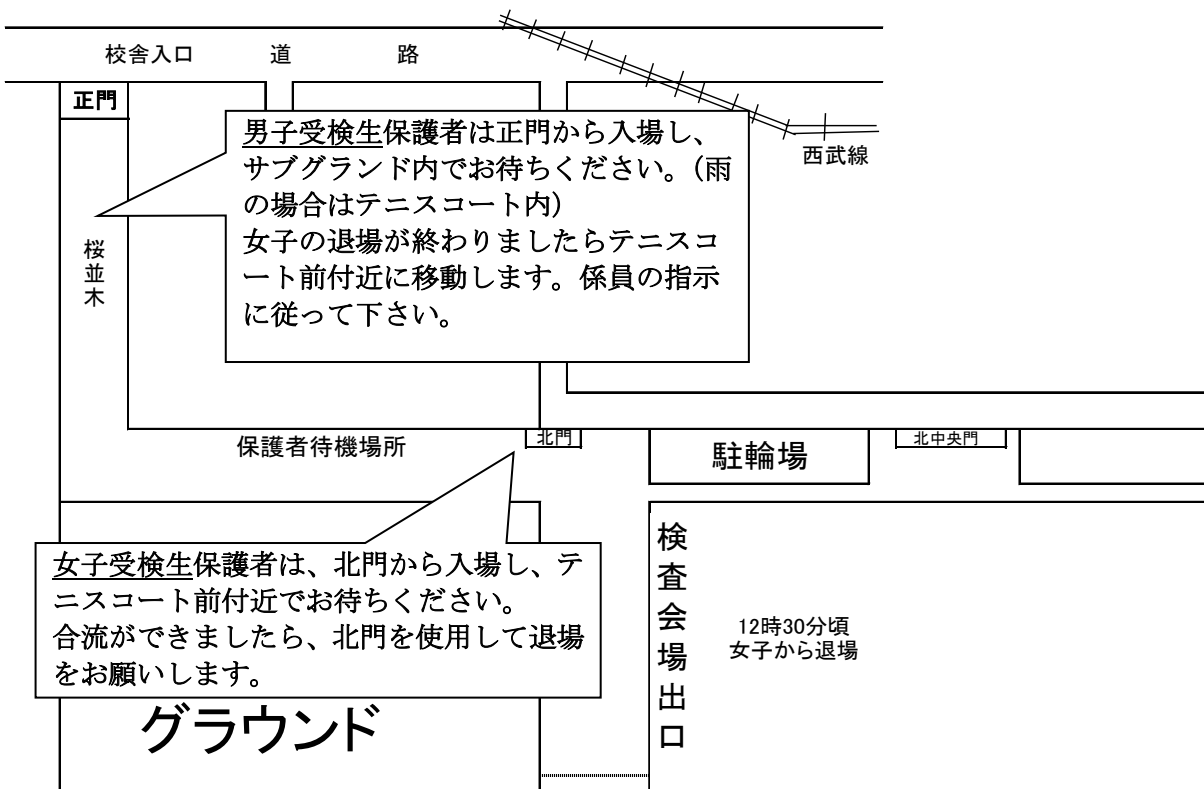 校舎入口 道 路
正門
男子受検生保護者は正門から入場し、
サブグランド内でお待ちください。(雨
の場合はテニスコート内)
女子の退場が終わりましたらテニスコ
ート前付近に移動します。係員の指示
に従って下さい。
西武線
桜並木
保護者待機場所
北門
駐輪場
北中央門
女子受検生保護者は、北門から入場し、テ
ニスコート前付近でお待ちください。
合流ができましたら、北門を使用して退場
をお願いします。
検査会場出口
12時30分頃
女子から退場
グラウンド